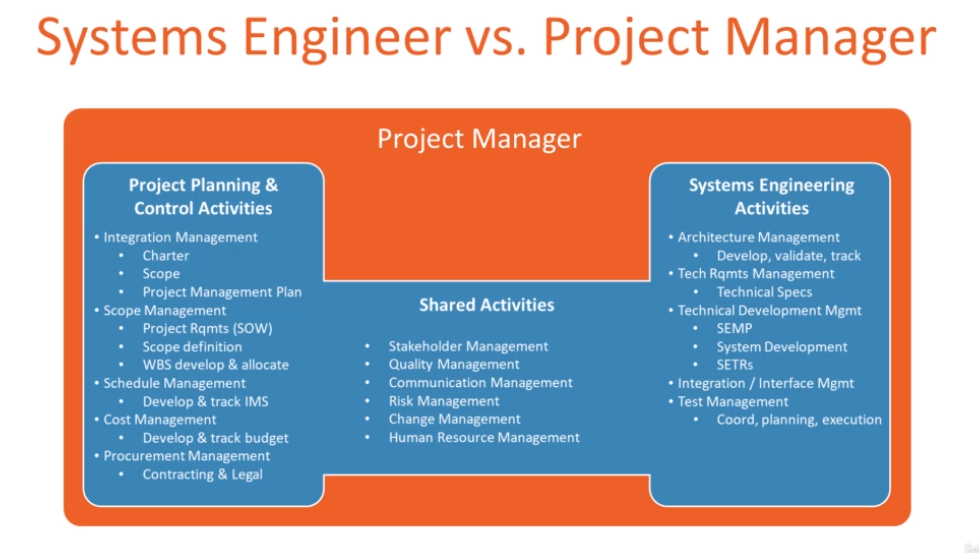 Systems Engineer vs. Project Manager
Project Manager
Project Planning &
Control Activities
• Integration Management
• Charter
• Scope
• Project Management Plan
• Scope Management
• Project Rqmts (SOW)
• Scope definition
• WBS develop & allocate
• Schedule Management
• Develop & track IMS
• Cost Management
• Develop & track budget
• Procurement Management
• Contracting & Legal
Shared Activities
• Stakeholder Management
• Quality Management
• Communication Management
• Risk Management
• Change Management
• Human Resource Management
Systems Engineering
Activities
• Architecture Management
• Develop, validate, track
• Tech Rqmts Management
• Technical Specs
• Technical Development Mgmt
• SEMP
• System Development
• SETRs
• Integration / Interface Mgmt
• Test Management
• Coord, planning, execution